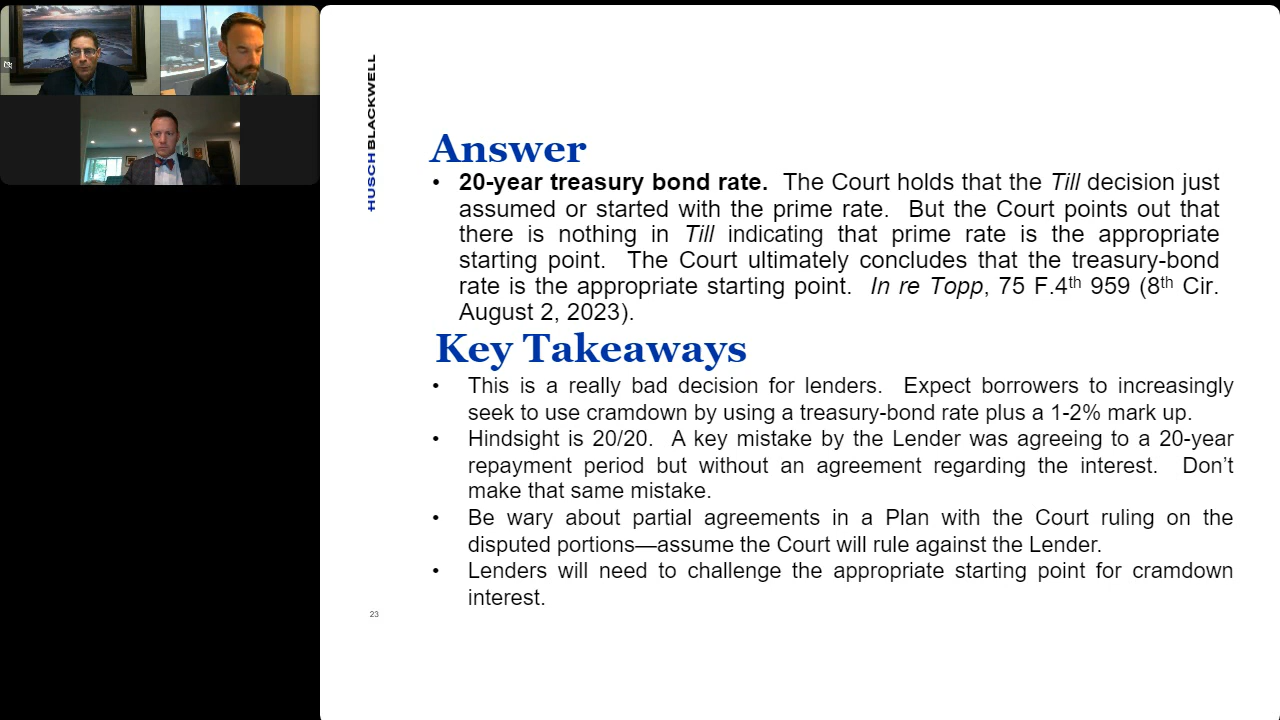 HUSCHBLACKWELL
Answer
• 20-year treasury bond rate. The Court holds that the Till decision just
assumed or started with the prime rate. But the Court points out that
there is nothing in Till indicating that prime rate is the appropriate
starting point. The Court ultimately concludes that the treasury-bond
rate is the appropriate starting point. In re Topp, 75 F.4th 959 (8th Cir.
August 2, 2023).
Key Takeaways
• This is a really bad decision for lenders. Expect borrowers to increasingly
seek to use cramdown by using a treasury-bond rate plus a 1-2% mark up.
• Hindsight is 20/20. A key mistake by the Lender was agreeing to a 20-year
repayment period but without an agreement regarding the interest. Don’t
make that same mistake.
• Be wary about partial agreements in a Plan with the Court ruling on the
disputed portions—assume the Court will rule against the Lender.
• Lenders will need to challenge the appropriate starting point for cramdown
interest.
23